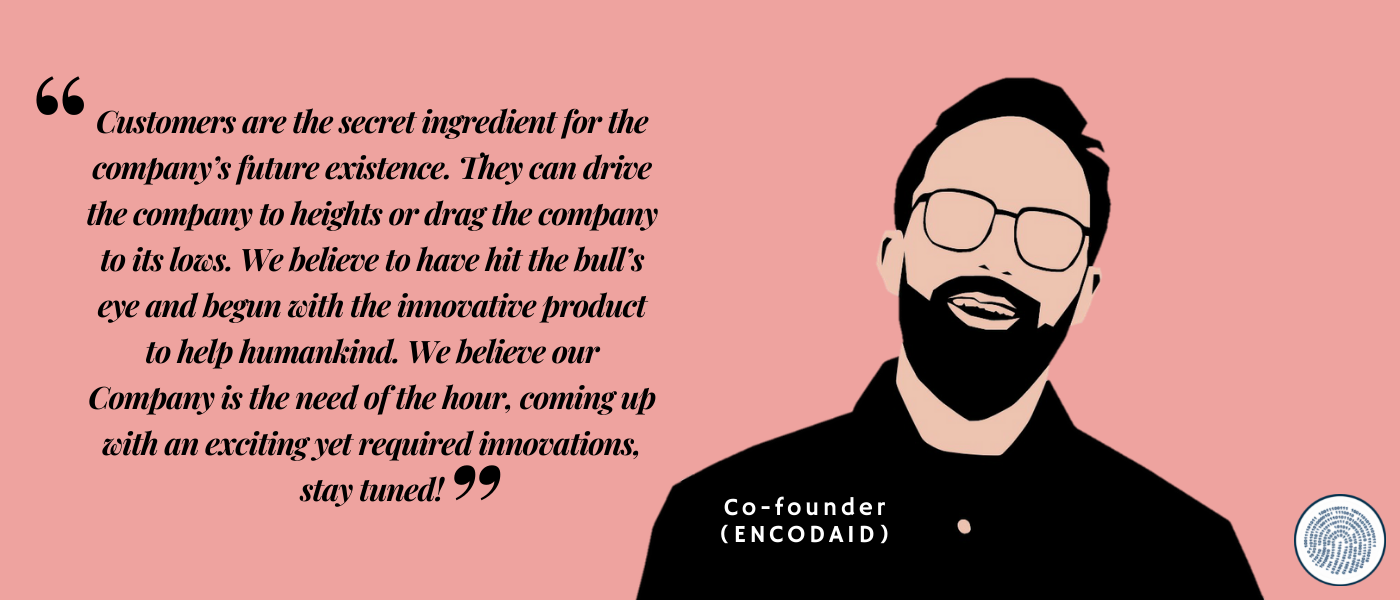 “ Customers are the secret ingredient for the
company’s future existence. They can drive
the company to heights or drag the company
to its lows. We believe to have hit the bull’s
eye and begun with the innovative product
to help humankind. We believe our
Company is the need of the hour, coming up
with an exciting yet required innovations,
stay tuned! ”
Co-founder
(ENCODAID)